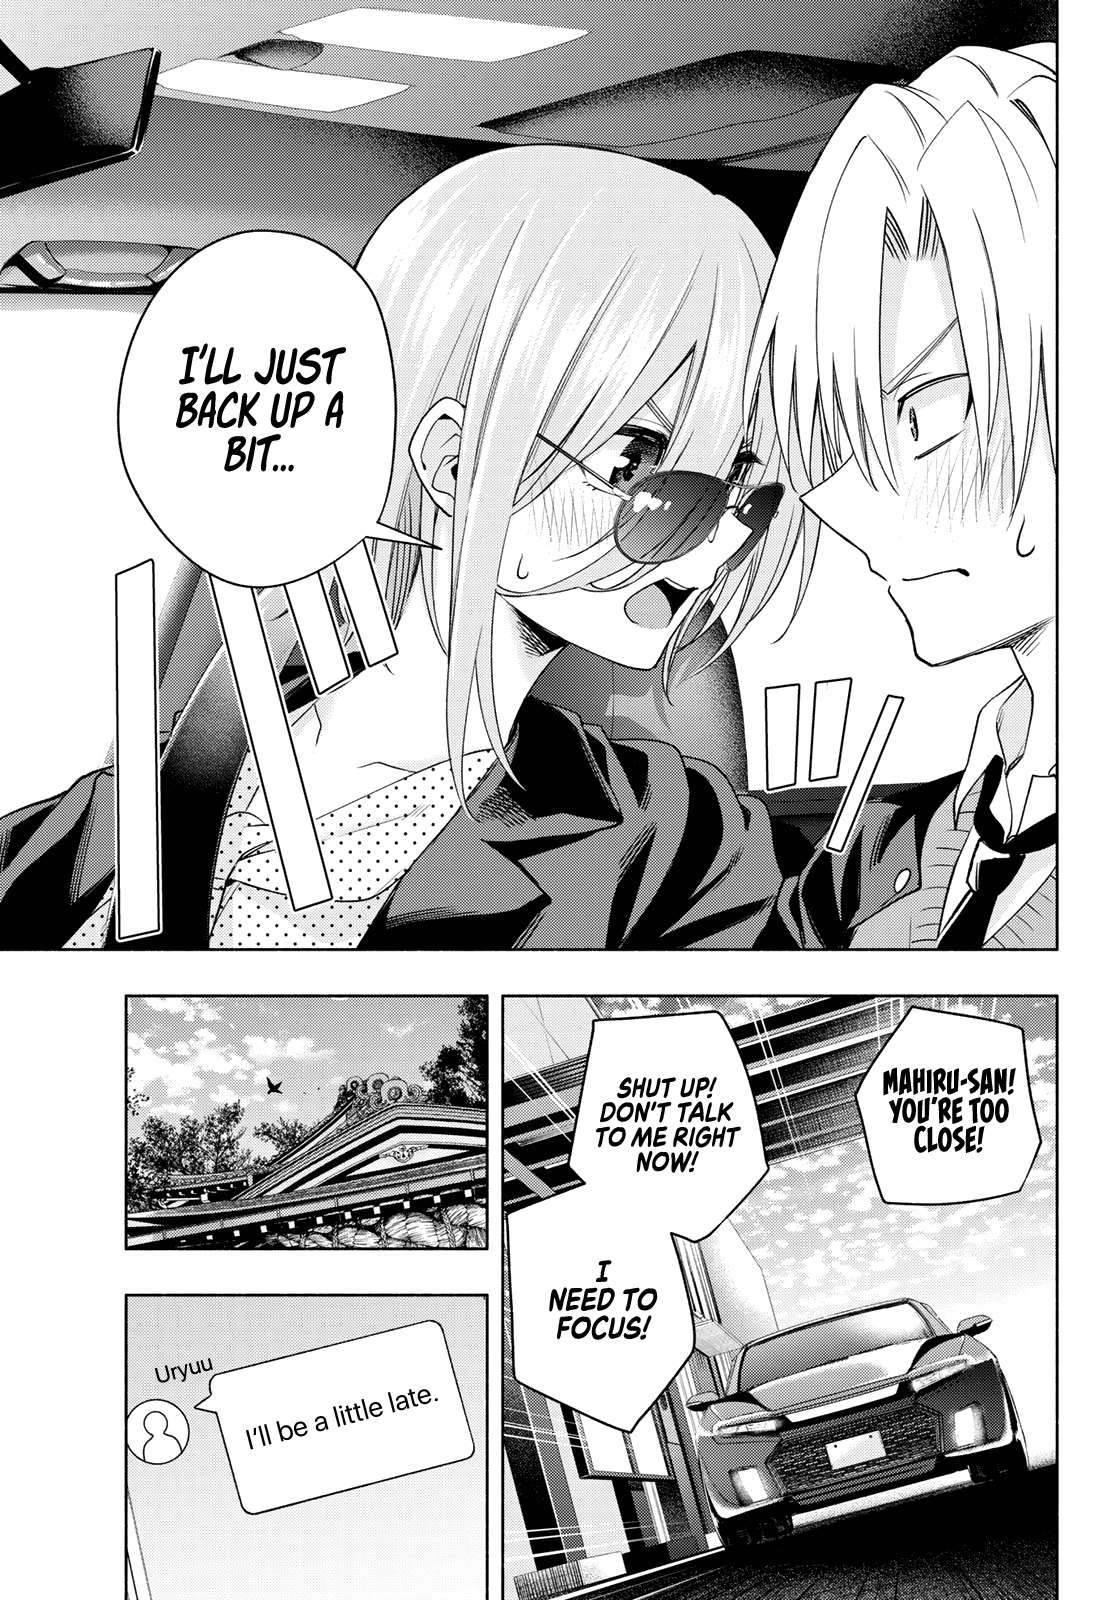 I'LL JUST
BACK UP A
BIT...
MAHIRU-SAN!
YOU'RE TOO
CLOSE!
SHUT UP!
DON'T TALK
TO ME RIGHT
NOW!
I
NEED TO
FOCUS!
Uryuu
I'll be a little late.